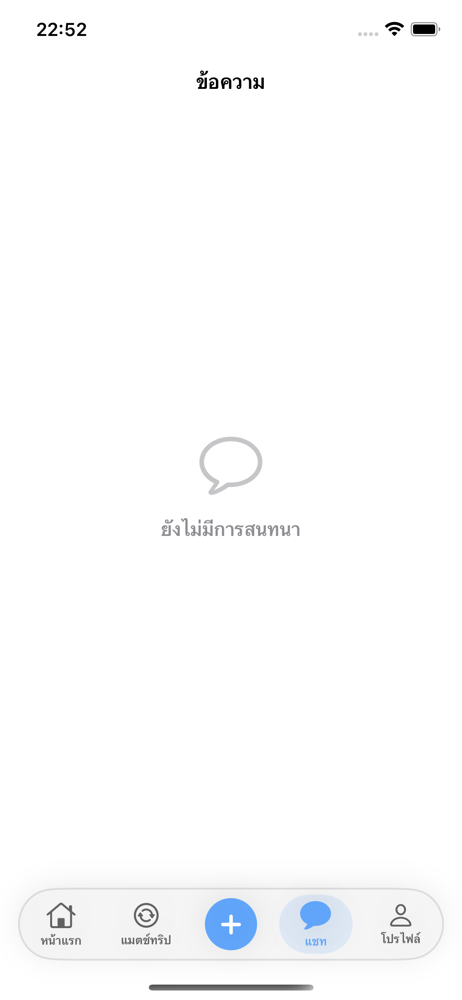 22:52
ข้อความ
ยังไม่มีการสนทนา
หน้าแรก
แมตช์ทริป
แชท
โปรไฟล์